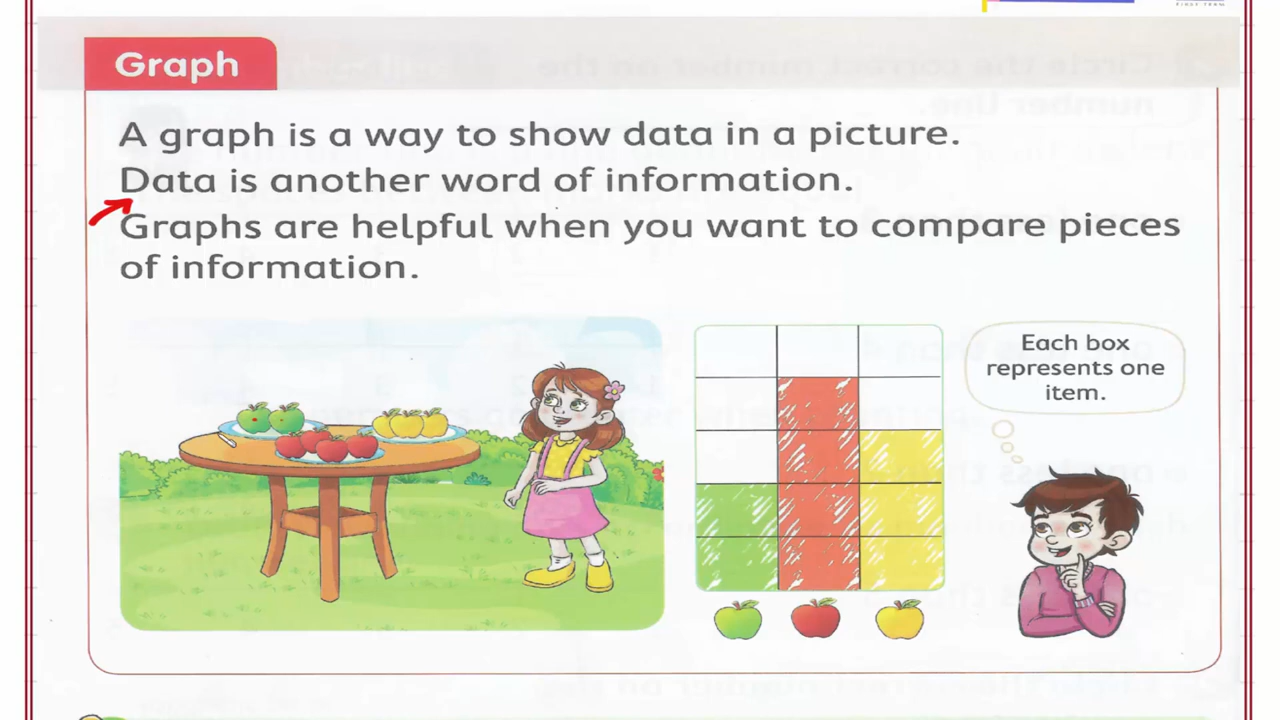 Graph
A graph is a way to show data in a picture.
Data is another word of information.
Graphs are helpful when you want to compare pieces
of information.
Each box
represents one
item.